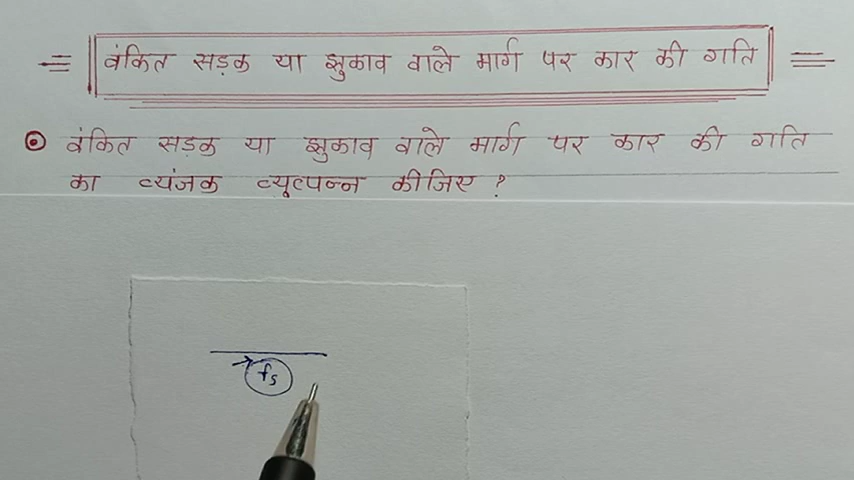 वंकित सड़क या झुकाव वाले मार्ग पर कार की गति
वंकित सड़क या झुकाव वाले मार्ग पर कार की गति
का व्यंजक व्यूत्पन्न कीजिए ?
fs